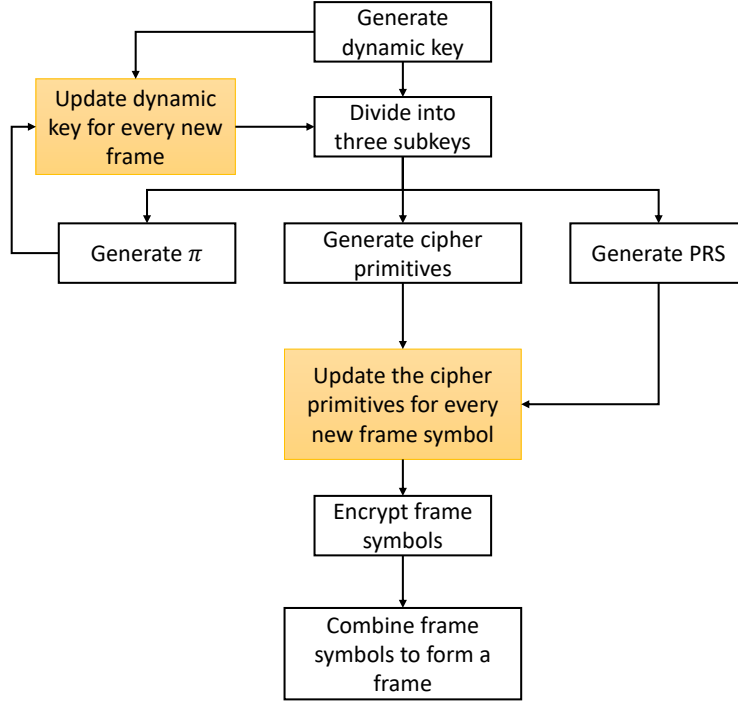 Generate
dynamic key
Update dynamic
key for every new
frame
Divide into
three subkeys
Generate π
Generate cipher
primitives
Generate PRS
Update the cipher
primitives for every
new frame symbol
Encrypt frame
symbols
Combine frame
symbols to form a
frame